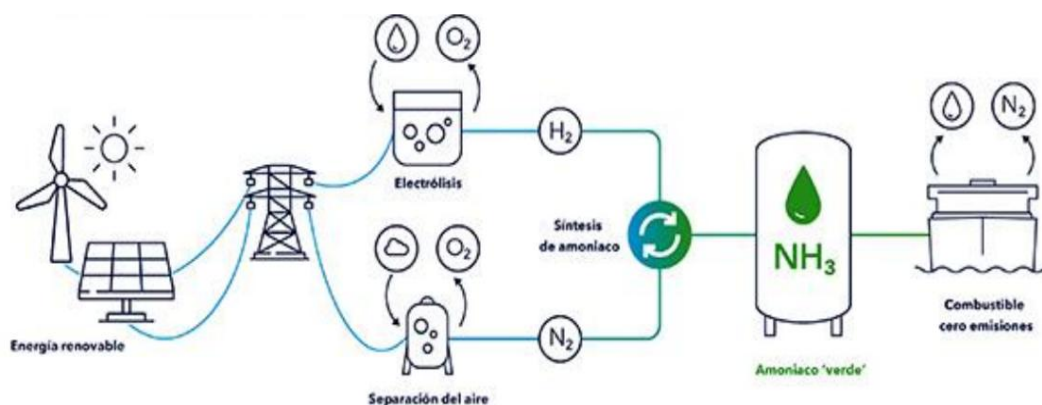 O₂
O₂
H₂
N₂
Electrólisis
Energía renovable
Separación del aire
O₂
N₂
Síntesis
de amoniaco
NH₃
Amoniaco 'verde'
Combustible
cero emisiones